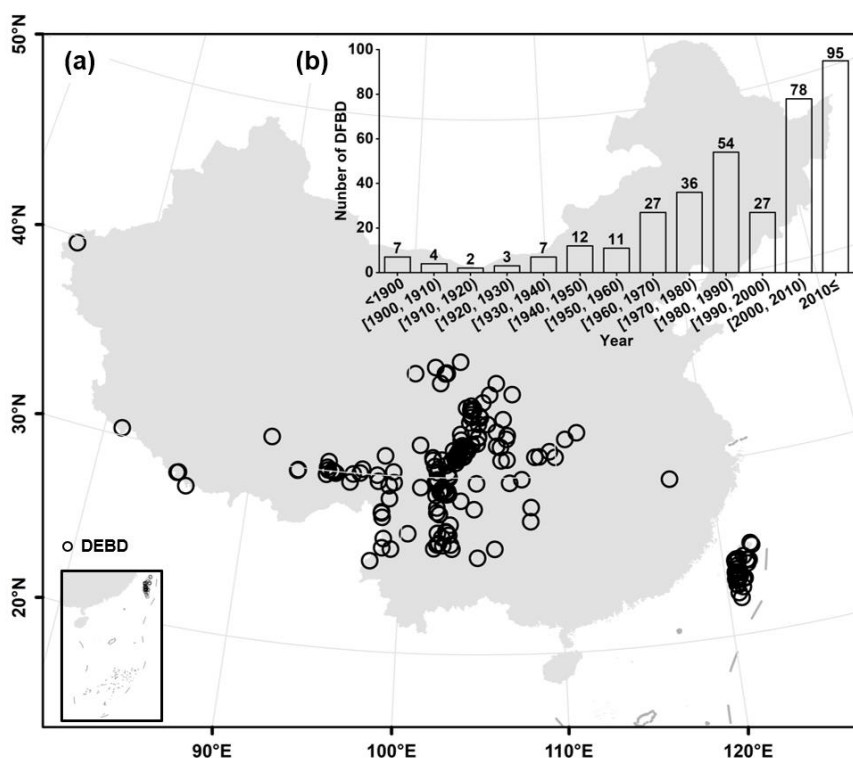 50°N
40°N
30°N
20°N
(a)
(b)
100
80
60
40
20
0
Nunber of DFBD
7
4
2
3
7
12
11
27
36
54
27
78
95
<1900
[1900, 1910)
[1910, 1920)
[1920, 1930)
[1930, 1940)
[1940, 1950)
[1950, 1960)
[1960, 1970)
[1970, 1980)
[1980, 1990)
[1990, 2000)
[2000, 2010)
2010≤
Year
DEBD
90°E
100°E
110°E
120°E